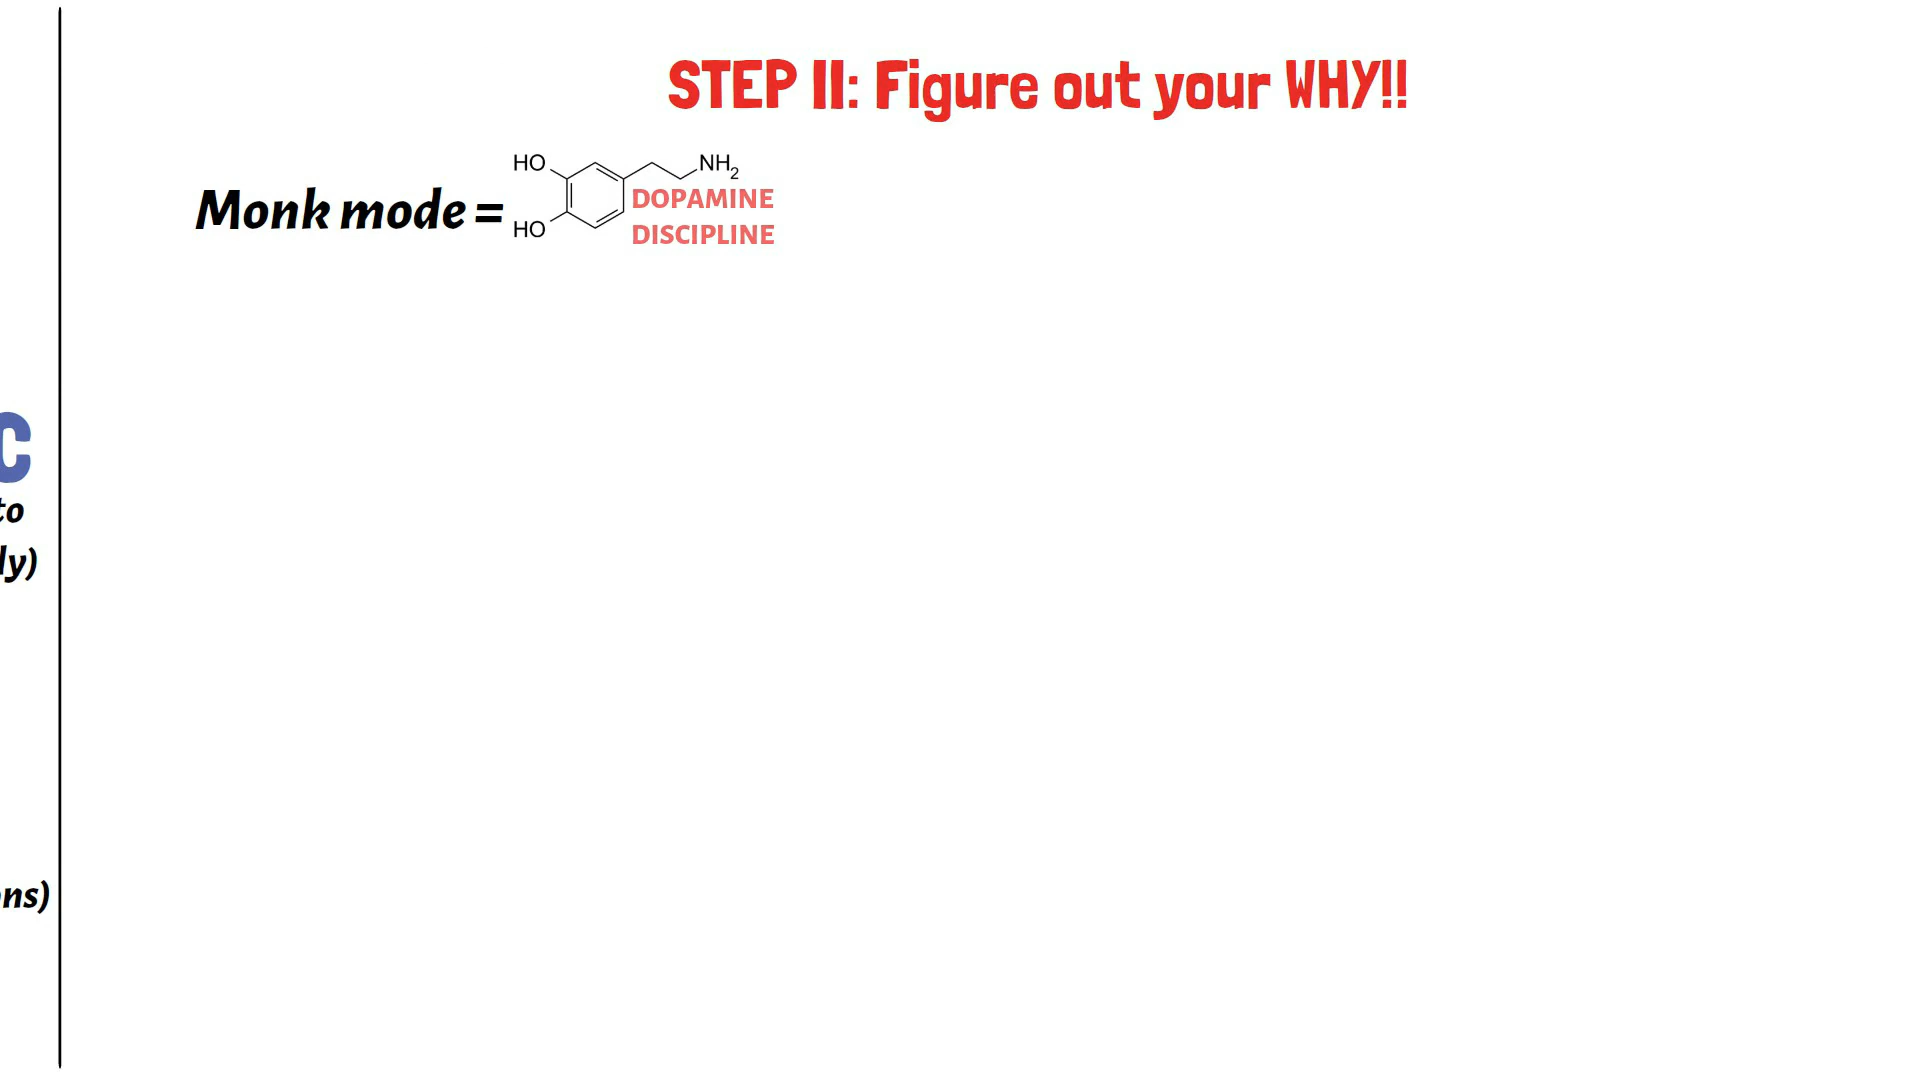 STEP II: Figure out your WHY!!
HO
NH2
Monk mode =
DOPAMINE
DISCIPLINE
HO
C
to
ly)
ns)